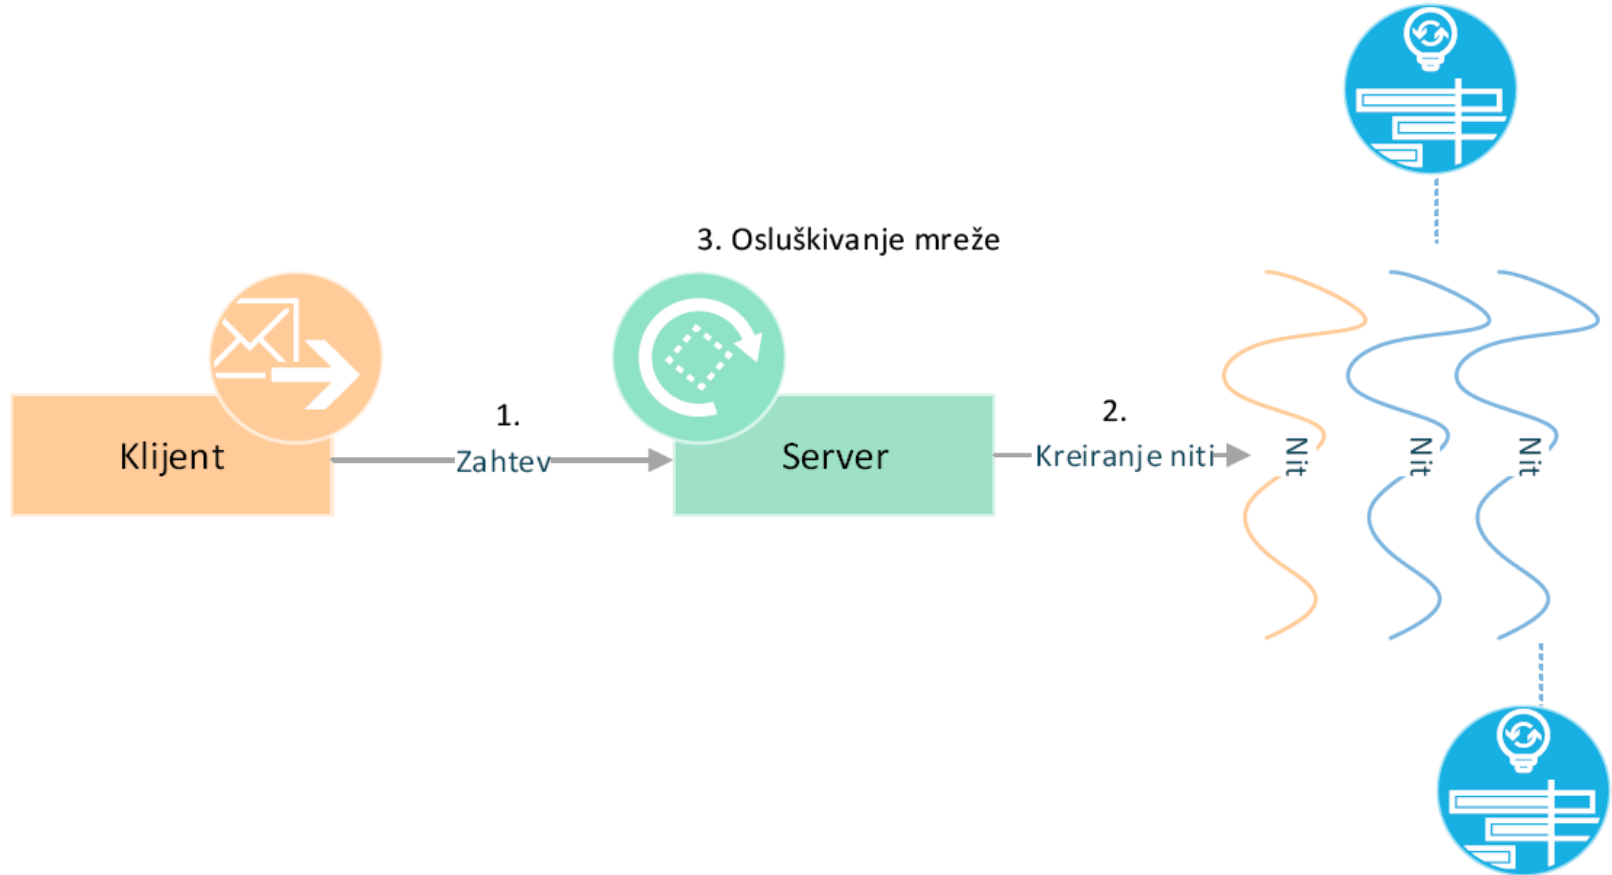 3. Osluškivanje mreže
Klijent
1.
Zahtev
Server
2.
Kreiranje niti
Nit
Nit
Nit